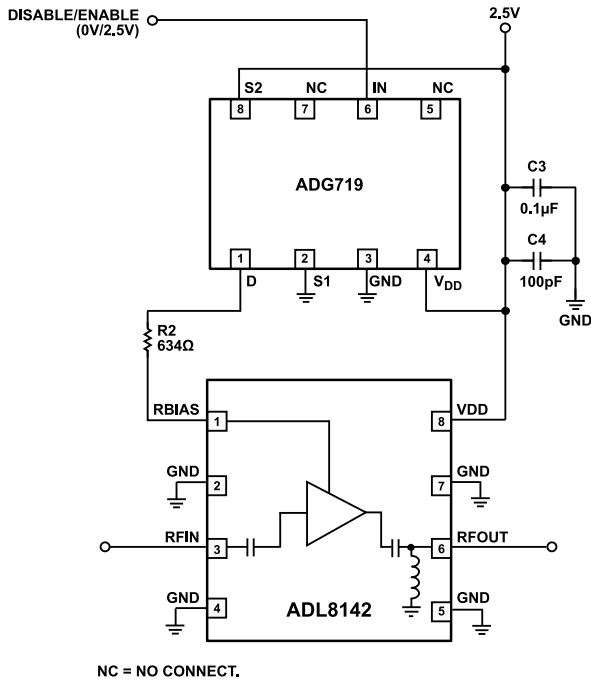 DISABLE/ENABLE
(0V/2.5V)
2.5V
S2 NC IN NC
8 7 6 5
ADG719
C3
0.1µF
C4
100pF
GND
1 2 3 4
D S1 GND VDD
R2
634Ω
RBIAS 1 8 VDD
GND 2 7 GND
RFIN 3 6 RFOUT
GND 4 5 GND
ADL8142
NC = NO CONNECT.